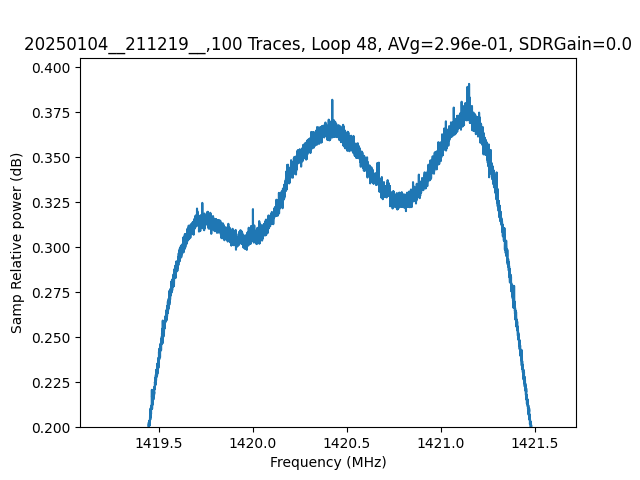 20250104__211219__,100 Traces, Loop 48, AVg=2.96e-01, SDRGain=0.0
0.400
0.375
0.350
0.325
0.300
0.275
0.250
0.225
0.200
Samp Relative power (dB)
1419.5 1420.0 1420.5 1421.0 1421.5
Frequency (MHz)